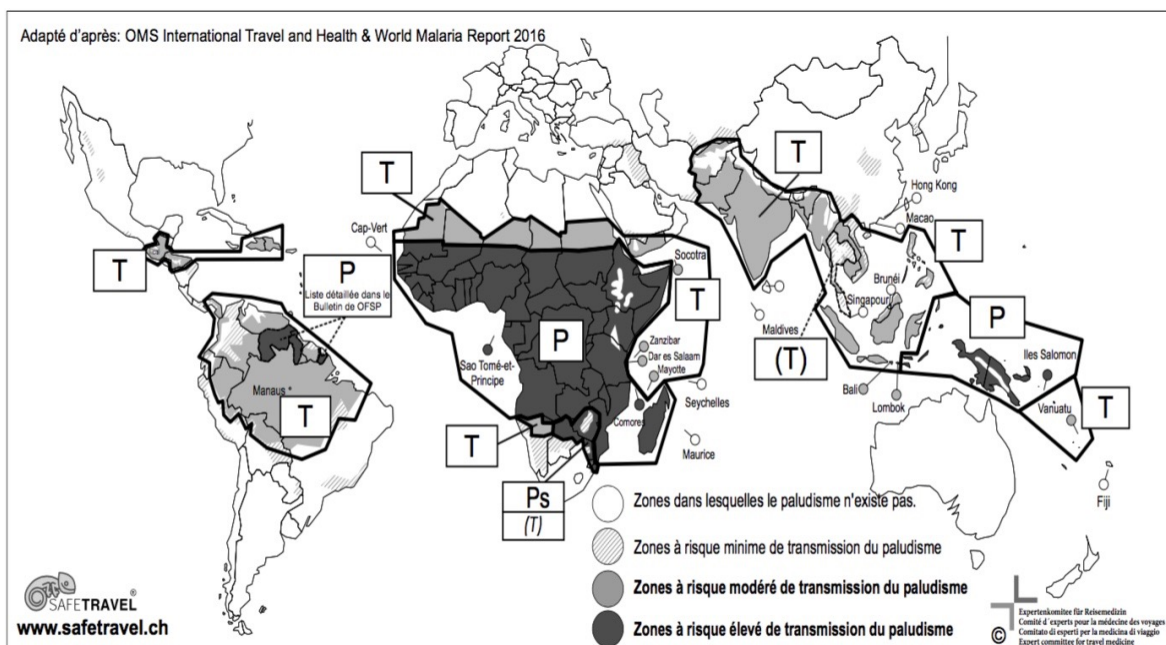 Adapté d'après: OMS International Travel and Health & World Malaria Report 2016
T
T
Hong Kong
Macao
Cap-Vert
T
P
Liste détaillée dans le
Bulletin de OFSP
Socotra
T
T
Brunéi
Singapour
P
Maldives
(T)
P
Zanzibar
Dar es Salaam
Mayotte
Sao Tomé-et-
Principe
Iles Salomon
Manaus *
T
Comores
Seychelles
Bali
Lombok
Vanuatu
T
T
Maurice
Ps
(T)
Fiji
Zones dans lesquelles le paludisme n'existe pas.
Zones à risque minime de transmission du paludisme
Zones à risque modéré de transmission du paludisme
Zones à risque élevé de transmission du paludisme
SAFETRAVEL®
www.safetravel.ch
©
Expertenkomitee für Reisemedizin
Comité d'experts pour la médecine des voyages
Comitato di esperti per la medicina di viaggio
Expert committee for travel medicine